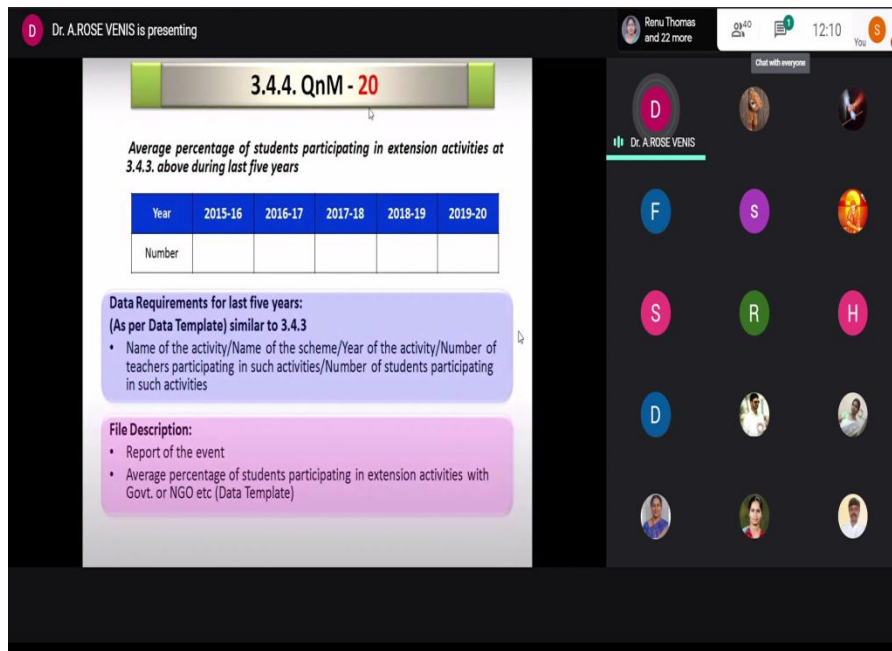 D Dr. A.ROSE VENIS is presenting
Renu Thomas
and 22 more
40
1
12:10
You
S
Chat with everyone
3.4.4. QnM - 20
Average percentage of students participating in extension activities at
3.4.3. above during last five years
Year 2015-16 2016-17 2017-18 2018-19 2019-20
Number
Data Requirements for last five years:
(As per Data Template) similar to 3.4.3
• Name of the activity/Name of the scheme/Year of the activity/Number of
teachers participating in such activities/Number of students participating
in such activities
File Description:
• Report of the event
• Average percentage of students participating in extension activities with
Govt. or NGO etc (Data Template)
D
Dr. A.ROSE VENIS
F S
S R H
D